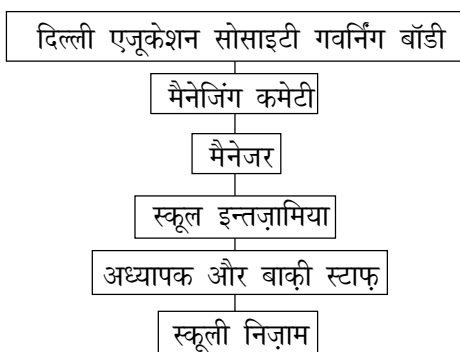 दिल्ली एजूकेशन सोसाइटी गवर्निंग बॉडी
मैनेजिंग कमेटी
मैनेजर
स्कूल इन्तज़ामिया
अध्यापक और बाक़ी स्टाफ़
स्कूली निज़ाम